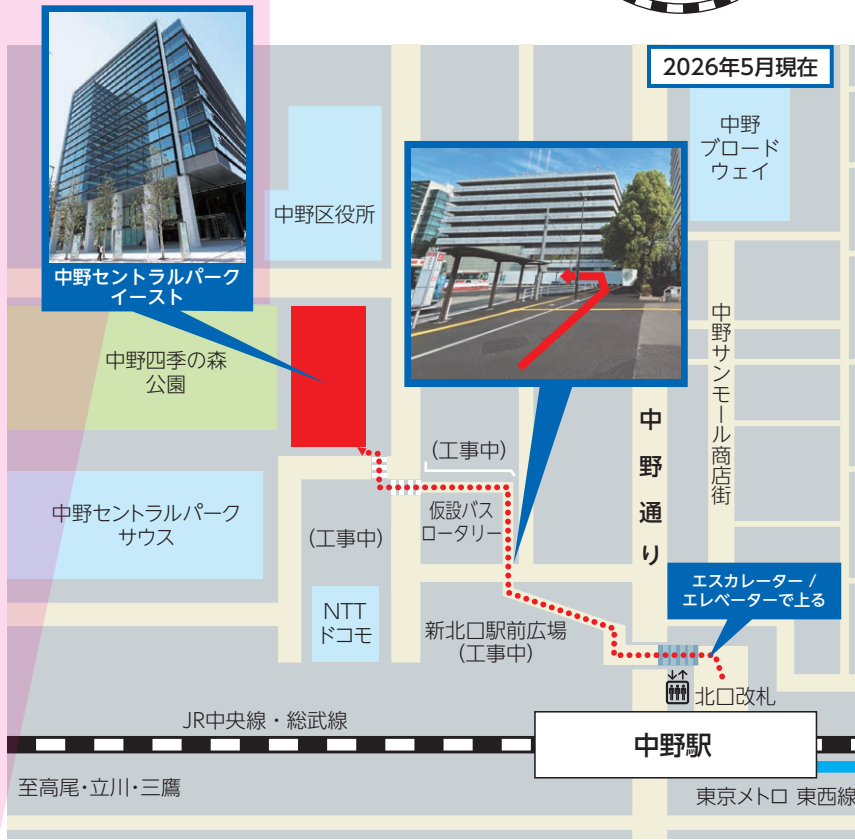 2026年5月現在
中野
ブロード
ウェイ
中野区役所
中野セントラルパーク
イースト
中野四季の森
公園
中野サンモール商店街
中野通り
(工事中)
仮設バス
ロータリー
中野セントラルパーク
サウス
(工事中)
エスカレーター /
エレベーターで上る
NTT
ドコモ
新北口駅前広場
(工事中)
北口改札
JR中央線・総武線
中野駅
至高尾・立川・三鷹
東京メトロ 東西線